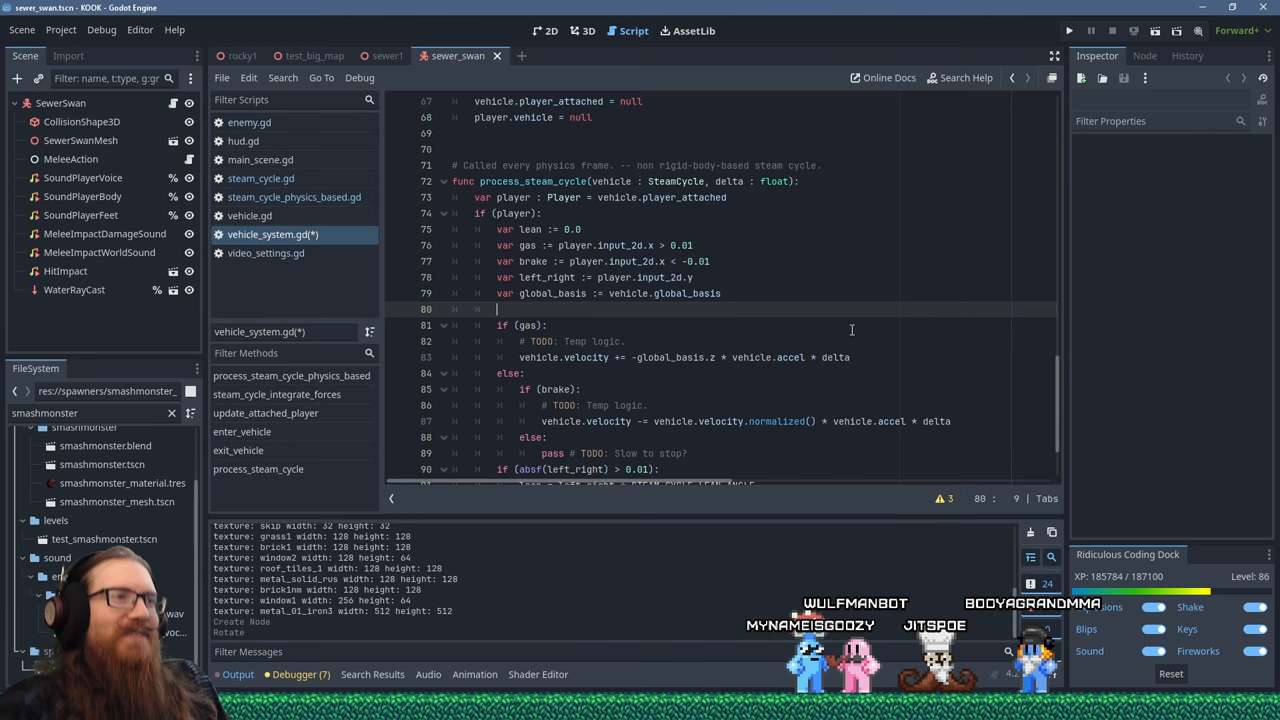 sewer_swan.tscn - KOOK - Godot Engine
Scene Project Debug Editor Help
2D 3D Script AssetLib
Forward+
Scene Import
rocky1 test_big_map sewer1 sewer_swan
Inspector Node History
Filter: name, t:type, g:gr
File Edit Search Go To Debug
Online Docs Search Help
SewerSwan
CollisionShape3D
SewerSwanMesh
MeleeAction
SoundPlayerVoice
SoundPlayerBody
SoundPlayerFeet
MeleeImpactDamageSound
MeleeImpactWorldSound
HitImpact
WaterRayCast
Filter Scripts
enemy.gd
hud.gd
main_scene.gd
steam_cycle.gd
steam_cycle_physics_based.gd
vehicle.gd
vehicle_system.gd(*)
video_settings.gd
vehicle_system.gd(*)
Filter Methods
process_steam_cycle_physics_based
steam_cycle_integrate_forces
update_attached_player
enter_vehicle
exit_vehicle
process_steam_cycle
67 vehicle.player_attached = null
68 player.vehicle = null
69
70
71 # Called every physics frame. -- non rigid-body-based steam cycle.
72 func process_steam_cycle(vehicle : SteamCycle, delta : float):
73 var player : Player = vehicle.player_attached
74 if (player):
75 var lean := 0.0
76 var gas := player.input_2d.x > 0.01
77 var brake := player.input_2d.x < -0.01
78 var left_right := player.input_2d.y
79 var global_basis := vehicle.global_basis
80
81 if (gas):
82 # TODO: Temp logic.
83 vehicle.velocity += -global_basis.z * vehicle.accel * delta
84 else:
85 if (brake):
86 # TODO: Temp logic.
87 vehicle.velocity -= vehicle.velocity.normalized() * vehicle.accel * delta
88 else:
89 pass # TODO: Slow to stop?
90 if (absf(left_right) > 0.01):
3 80 : 9 | Tabs
Filter Properties
FileSystem
res://spawners/smashmonster_
smashmonster
smashmonster
smashmonster.blend
smashmonster.tscn
smashmonster_material.tres
smashmonster_mesh.tscn
levels
test_smashmonster.tscn
sound
texture: skip width: 32 height: 32
texture: grass1 width: 128 height: 128
texture: brick1 width: 128 height: 128
texture: window2 width: 128 height: 64
texture: roof_tiles_1 width: 128 height: 128
texture: metal_solid_rus width: 128 height: 128
texture: brick1nm width: 128 height: 128
texture: window1 width: 256 height: 64
texture: metal_01_iron3 width: 512 height: 512
Create Node
Rotate
Filter Messages
24
Output Debugger (7) Search Results Audio Animation Shader Editor
Ridiculous Coding Dock
XP: 185784 / 187100 Level: 86
Shake
Blips Keys
Sound Fireworks
Reset
WULFMANBOT BOOYAGRANDMMA
MYNAMEISGOOZY JITSPOE